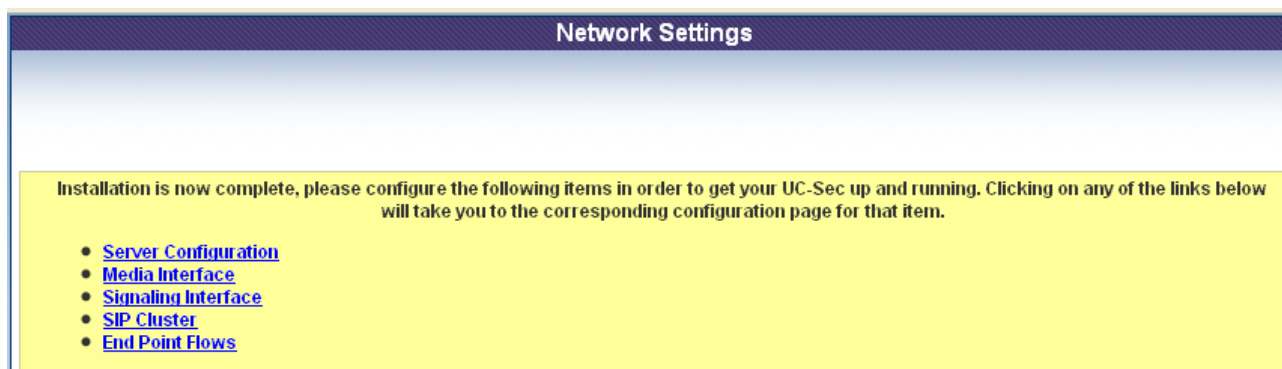 Network Settings
Installation is now complete, please configure the following items in order to get your UC-Sec up and running. Clicking on any of the links below
will take you to the corresponding configuration page for that item.
Server Configuration
Media Interface
Signaling Interface
SIP Cluster
End Point Flows